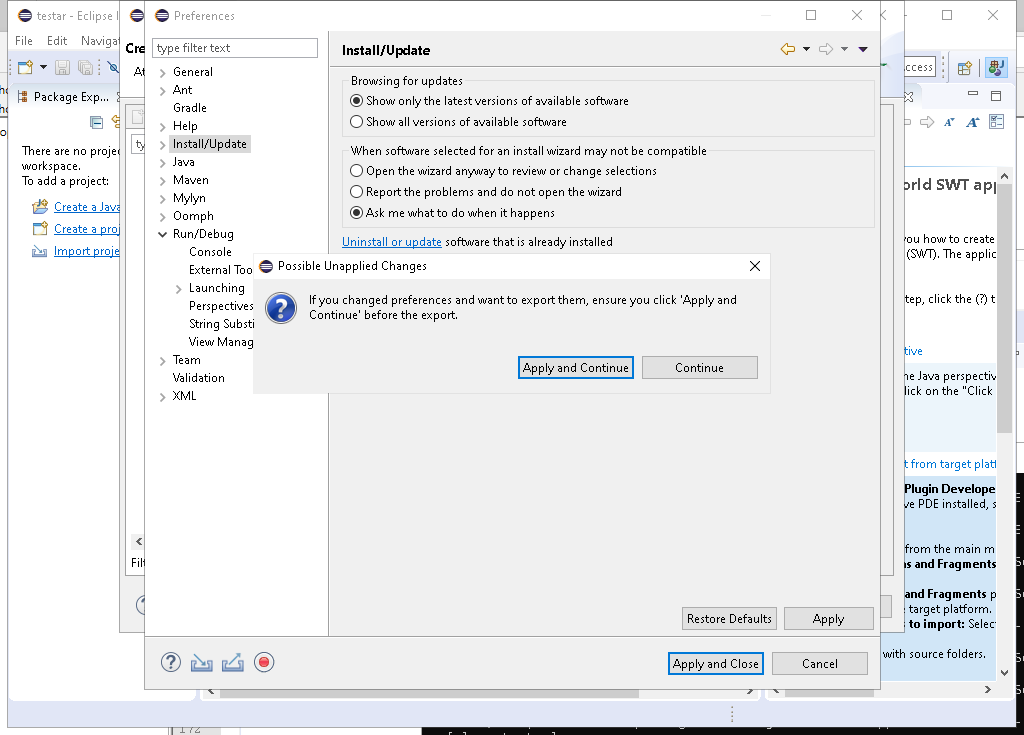 testar - Eclipse I
Preferences
File Edit Naviga
Cre
type filter text
Install/Update
At
ccess
Package Exp...
General
Ant
Gradle
Help
Install/Update
Java
Maven
Mylyn
Oomph
Run/Debug
Console
External Too
Launching
Perspectives
String Substi
View Manag
Team
Validation
XML
Browsing for updates
Show only the latest versions of available software
Show all versions of available software
When software selected for an install wizard may not be compatible
Open the wizard anyway to review or change selections
Report the problems and do not open the wizard
Ask me what to do when it happens
Uninstall or update software that is already installed
There are no projec
workspace.
To add a project:
Create a Java
Create a proj
Import proje
ty
Filt
Possible Unapplied Changes
If you changed preferences and want to export them, ensure you click 'Apply and
Continue' before the export.
Apply and Continue
Continue
Restore Defaults
Apply
Apply and Close
Cancel
orld SWT app
you how to create
(SWT). The applic
tep, click the (?) t
tive
he Java perspectiv
lick on the "Click
t from target platf
Plugin Develope
ve PDE installed, s
from the main m
ns and Fragments
and Fragments p
target platform.
s to import: Selec
with source folders.
172